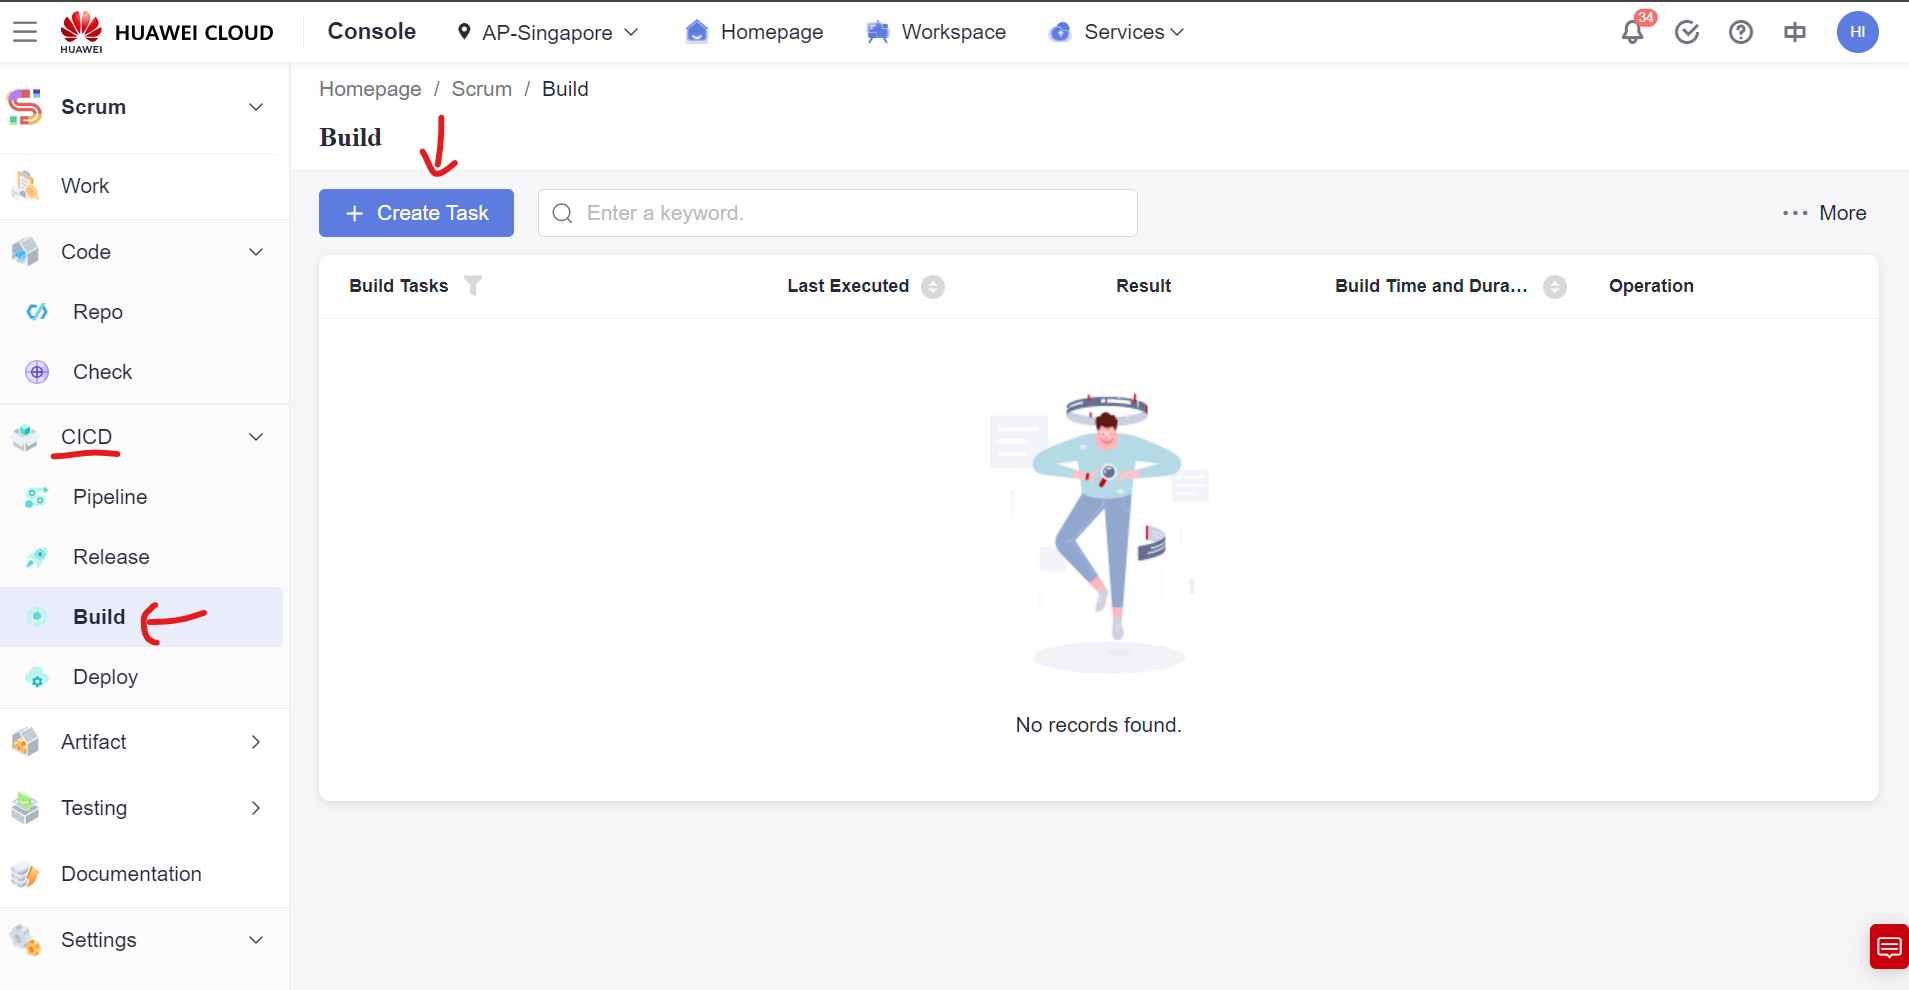 HUAWEI
HUAWEI CLOUD
Console
AP-Singapore
Homepage
Workspace
Services
34
HI
Scrum
Work
Code
Repo
Check
CICD
Pipeline
Release
Build
Deploy
Artifact
Testing
Documentation
Settings
Homepage / Scrum / Build
Build
+ Create Task
Enter a keyword.
··· More
Build Tasks
Last Executed
Result
Build Time and Dura...
Operation
No records found.